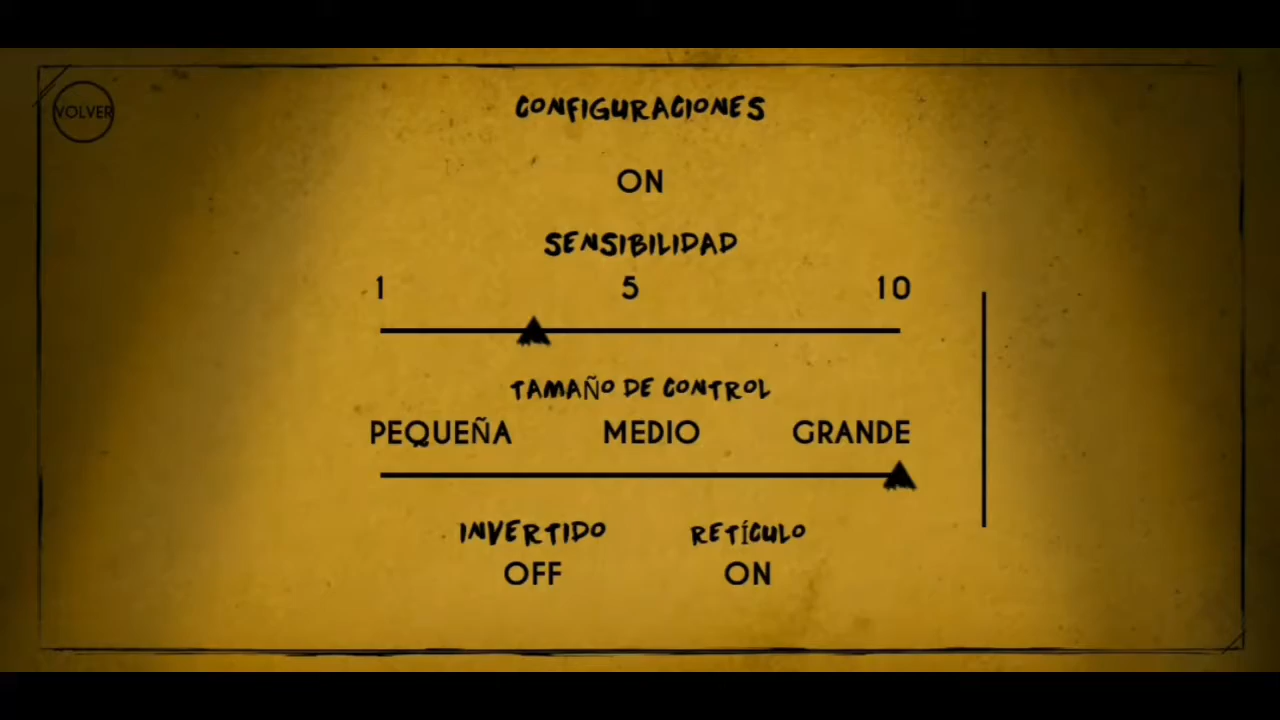 VOLVER
CONFIGURACIONES
ON
SENSIBILIDAD
1 5 10
TAMAÑO DE CONTROL
PEQUEÑA MEDIO GRANDE
INVERTIDO RETÍCULO
OFF ON